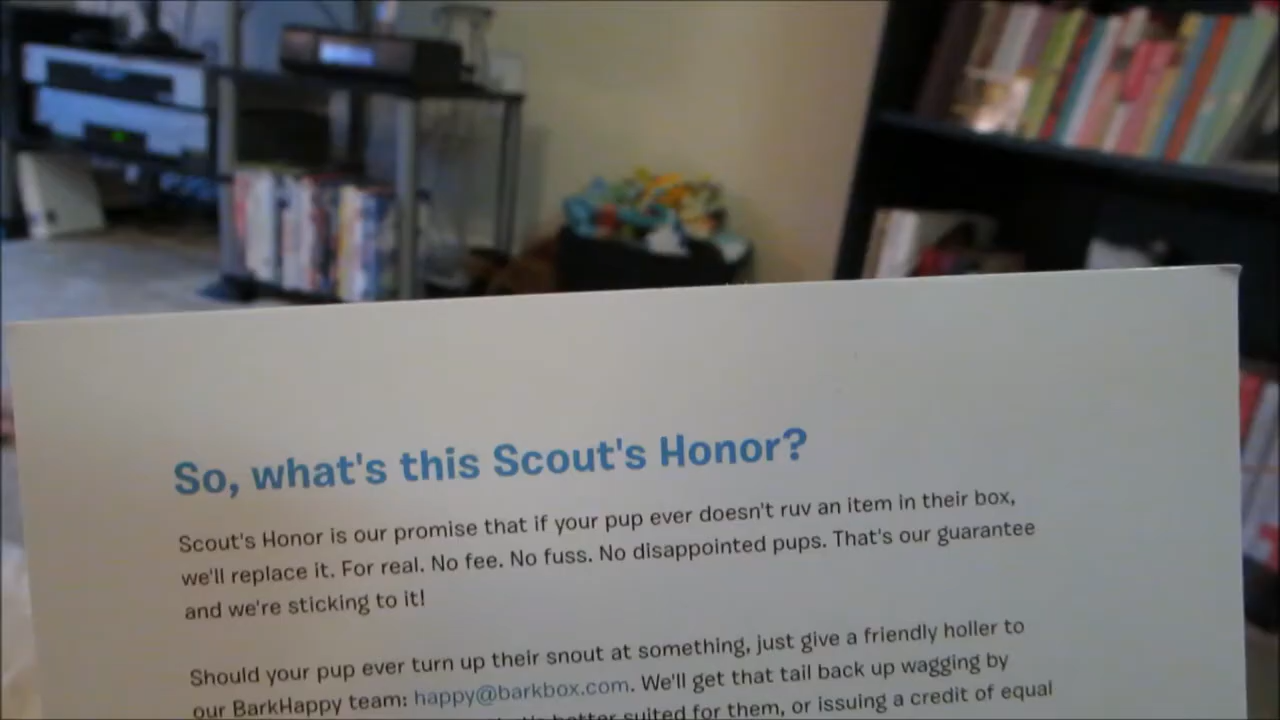 So, what's this Scout's Honor?
Scout's Honor is our promise that if your pup ever doesn't ruv an item in their box,
we'll replace it. For real. No fee. No fuss. No disappointed pups. That's our guarantee
and we're sticking to it!
Should your pup ever turn up their snout at something, just give a friendly holler to
our BarkHappy team: happy@barkbox.com. We'll get that tail back up wagging by
better suited for them, or issuing a credit of equal